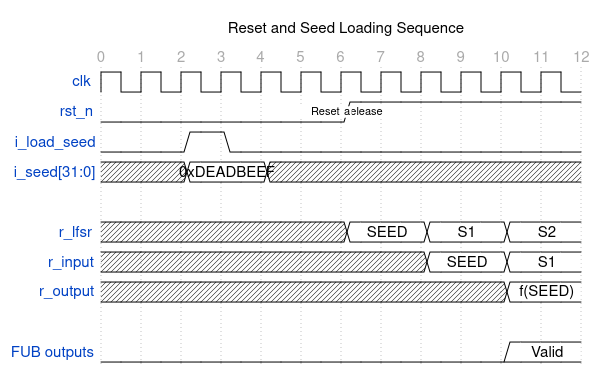 Reset and Seed Loading Sequence
0 1 2 3 4 5 6 7 8 9 10 11 12
clk
rst_n Reset release
i_load_seed
i_seed[31:0] 0xDEADBEEF
r_lfsr SEED S1 S2
r_input SEED S1
r_output f(SEED)
FUB outputs Valid